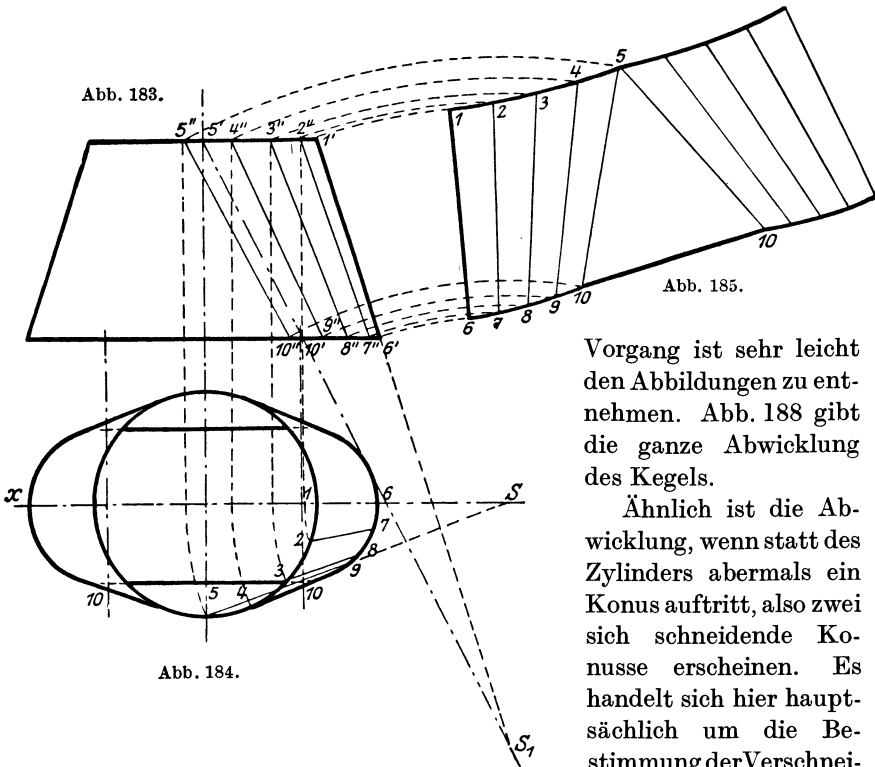 Abb. 183.
5" 5' 4" 3" 2" 1'
1 2 3 4 5
10" 10' 9" 8" 7" 6'
6 7 8 9 10
10
Abb. 185.
x 1 6 S
2 7
3 8
9
10 5 4 10
Abb. 184.
S₁
Vorgang ist sehr leicht
den Abbildungen zu ent-
nehmen. Abb. 188 gibt
die ganze Abwicklung
des Kegels.
Ähnlich ist die Ab-
wicklung, wenn statt des
Zylinders abermals ein
Konus auftritt, also zwei
sich schneidende Ko-
nusse erscheinen. Es
handelt sich hier haupt-
sächlich um die Be-
stimmung der Verschnei-